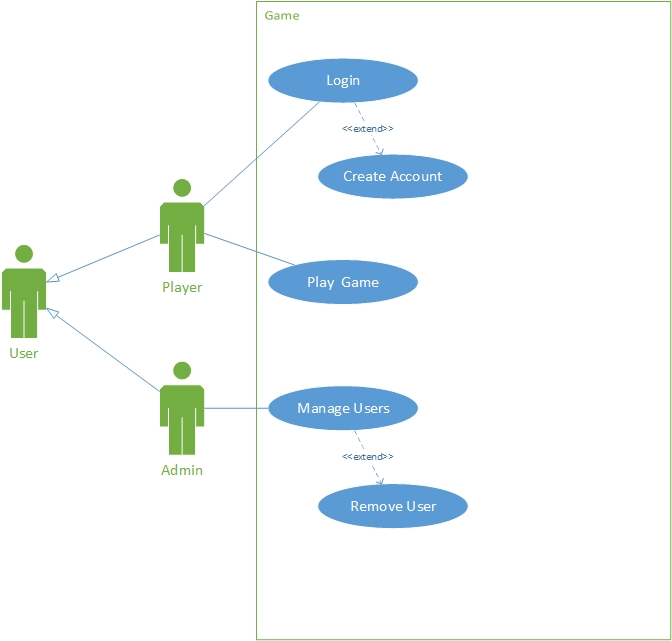 Game
Login
<<extend>>
Create Account
Player
Play Game
User
Manage Users
Admin
<<extend>>
Remove User